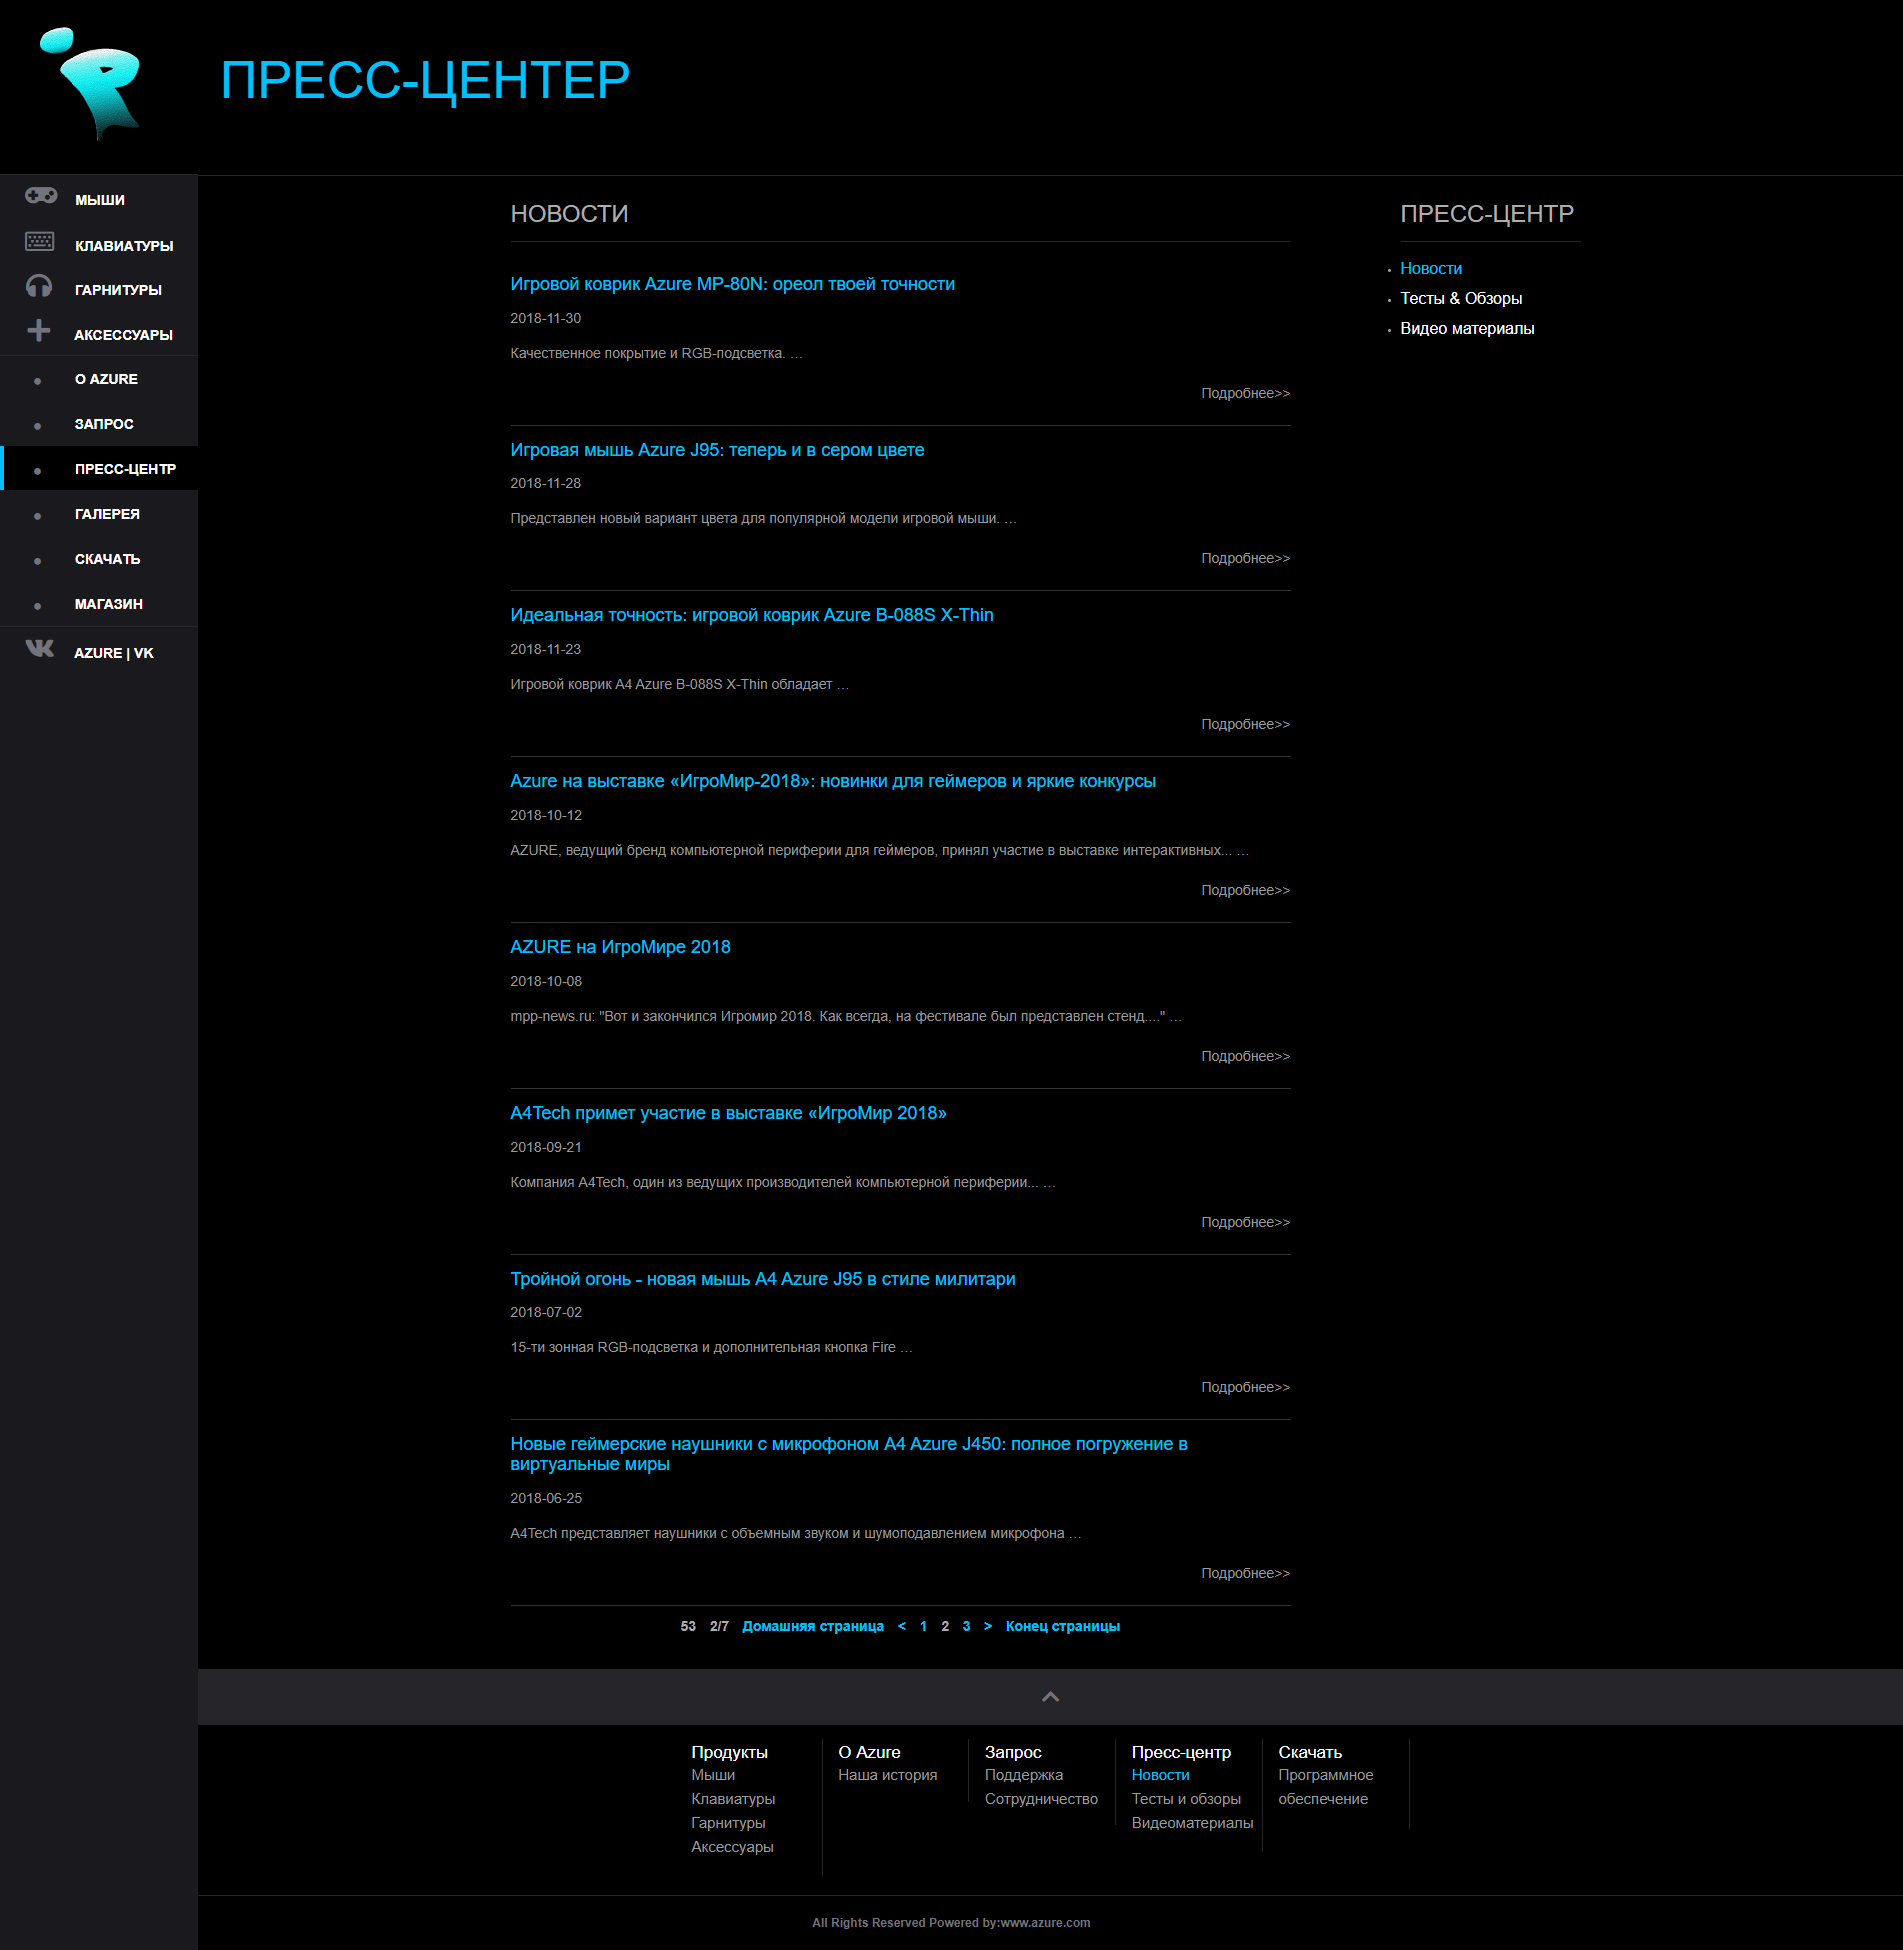 ПРЕСС-ЦЕНТЕР
МЫШИ
КЛАВИАТУРЫ
ГАРНИТУРЫ
АКСЕССУАРЫ
О AZURE
ЗАПРОС
ПРЕСС-ЦЕНТР
ГАЛЕРЕЯ
СКАЧАТЬ
МАГАЗИН
AZURE | VK
НОВОСТИ
Игровой коврик Azure MP-80N: ореол твоей точности
2018-11-30
Качественное покрытие и RGB-подсветка. …
Подробнее>>
Игровая мышь Azure J95: теперь и в сером цвете
2018-11-28
Представлен новый вариант цвета для популярной модели игровой мыши. …
Подробнее>>
Идеальная точность: игровой коврик Azure B-088S X-Thin
2018-11-23
Игровой коврик A4 Azure B-088S X-Thin обладает …
Подробнее>>
Azure на выставке «ИгроМир-2018»: новинки для геймеров и яркие конкурсы
2018-10-12
AZURE, ведущий бренд компьютерной периферии для геймеров, принял участие в выставке интерактивных... …
Подробнее>>
AZURE на ИгроМире 2018
2018-10-08
mpp-news.ru: "Вот и закончился Игромир 2018. Как всегда, на фестивале был представлен стенд...." …
Подробнее>>
A4Tech примет участие в выставке «ИгроМир 2018»
2018-09-21
Компания A4Tech, один из ведущих производителей компьютерной периферии... …
Подробнее>>
Тройной огонь - новая мышь A4 Azure J95 в стиле милитари
2018-07-02
15-ти зонная RGB-подсветка и дополнительная кнопка Fire …
Подробнее>>
Новые геймерские наушники с микрофоном A4 Azure J450: полное погружение в
виртуальные миры
2018-06-25
A4Tech представляет наушники с объемным звуком и шумоподавлением микрофона …
Подробнее>>
53 2/7 Домашняя страница < 1 2 3 > Конец страницы
ПРЕСС-ЦЕНТР
Новости
Тесты & Обзоры
Видео материалы
Продукты
Мыши
Клавиатуры
Гарнитуры
Аксессуары
О Azure
Наша история
Запрос
Поддержка
Сотрудничество
Пресс-центр
Новости
Тесты и обзоры
Видеоматериалы
Скачать
Программное
обеспечение
All Rights Reserved Powered by:www.azure.com